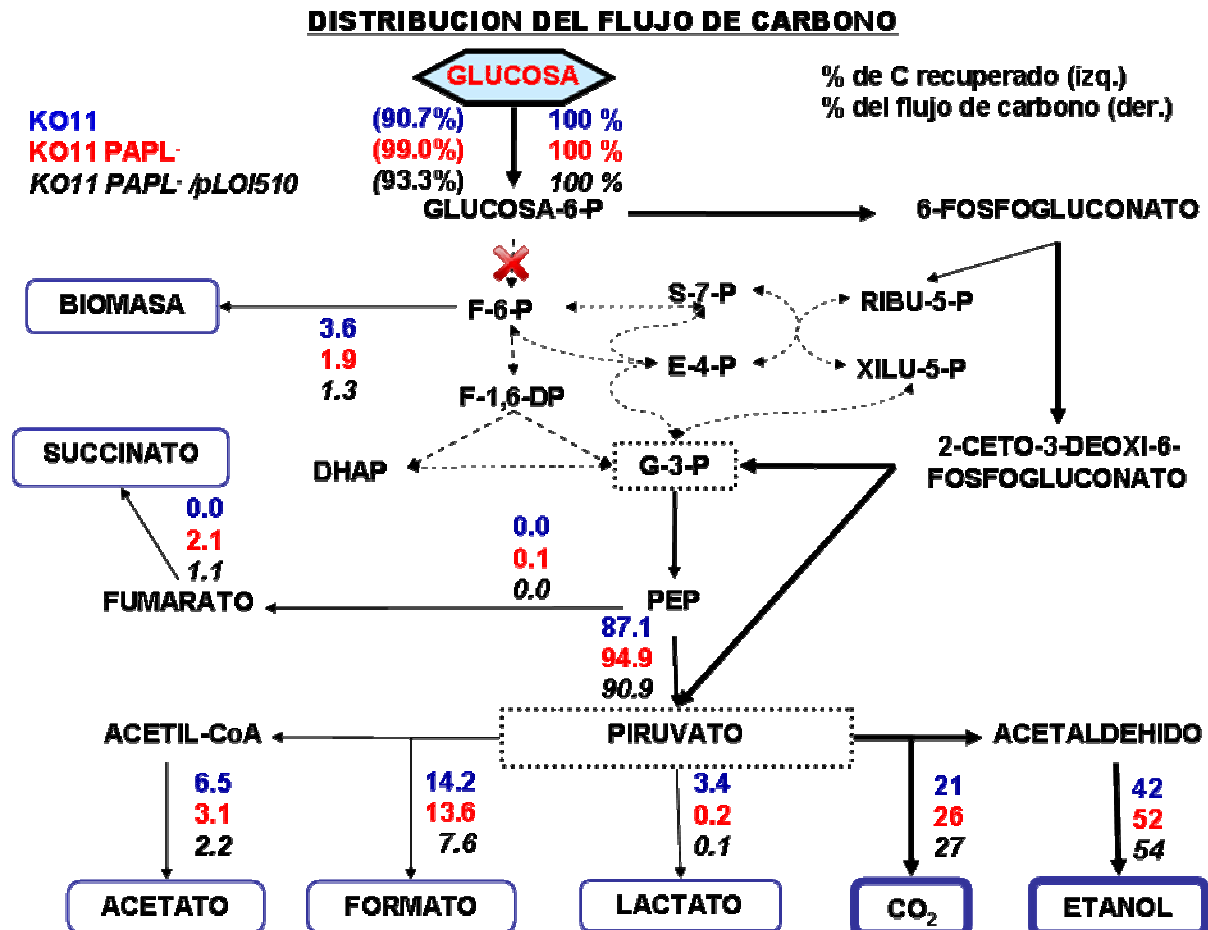 DISTRIBUCION DEL FLUJO DE CARBONO
GLUCOSA
% de C recuperado (izq.)
% del flujo de carbono (der.)
KO11
KO11 PAPL-
KO11 PAPL- /pLOI510
(90.7%) 100 %
(99.0%) 100 %
(93.3%) 100 %
GLUCOSA-6-P
6-FOSFOGLUCONATO
BIOMASA
3.6
1.9
1.3
F-6-P
S-7-P
RIBU-5-P
E-4-P
XILU-5-P
F-1,6-DP
SUCCINATO
DHAP
G-3-P
2-CETO-3-DEOXI-6-
FOSFOGLUCONATO
0.0
2.1
1.1
0.0
0.1
0.0
FUMARATO
PEP
87.1
94.9
90.9
ACETIL-CoA
PIRUVATO
ACETALDEHIDO
6.5
3.1
2.2
14.2
13.6
7.6
3.4
0.2
0.1
21
26
27
42
52
54
ACETATO
FORMATO
LACTATO
CO2
ETANOL